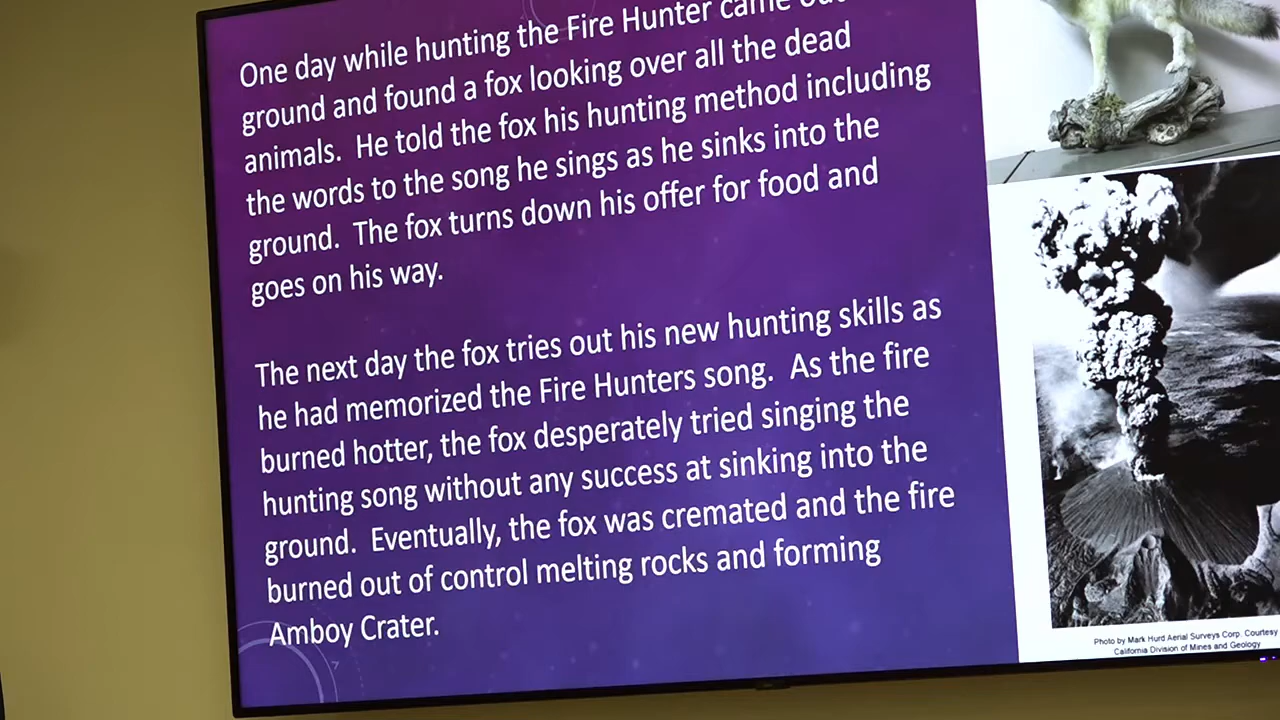 One day while hunting the Fire Hunter came out
ground and found a fox looking over all the dead
animals. He told the fox his hunting method including
the words to the song he sings as he sinks into the
ground. The fox turns down his offer for food and
goes on his way.
The next day the fox tries out his new hunting skills as
he had memorized the Fire Hunters song. As the fire
burned hotter, the fox desperately tried singing the
hunting song without any success at sinking into the
ground. Eventually, the fox was cremated and the fire
burned out of control melting rocks and forming
Amboy Crater.
7
Photo by Mark Hurd Aerial Surveys Corp. Courtesy
California Division of Mines and Geology